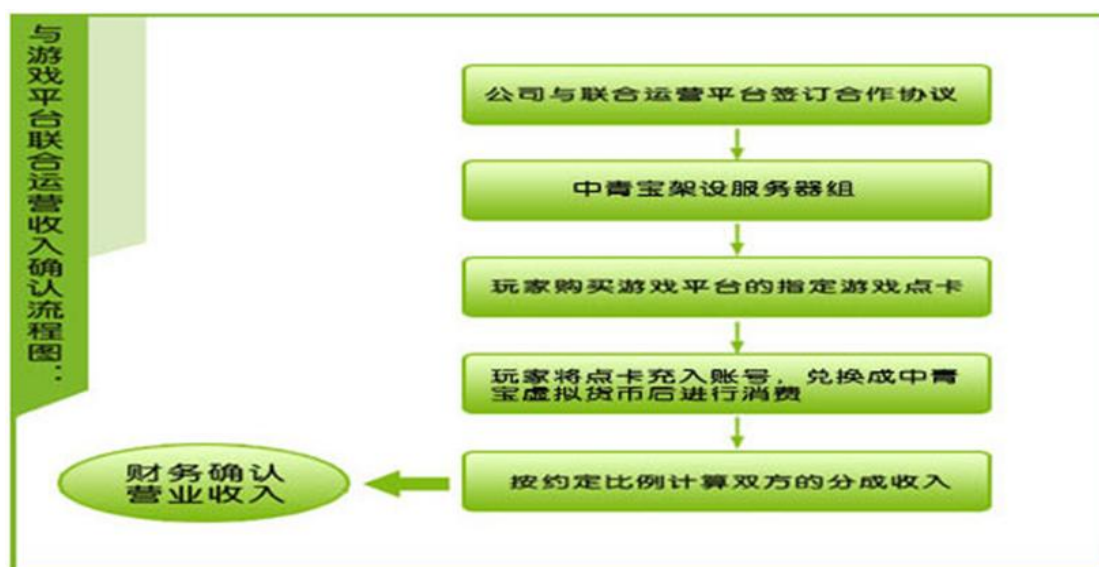 与游戏平台联合运营收入确认流程图：
公司与联合运营平台签订合作协议
中青宝架设服务器组
玩家购买游戏平台的指定游戏点卡
玩家将点卡充入账号，兑换成中青
宝虚拟货币后进行消费
按约定比例计算双方的分成收入
财务确认
营业收入